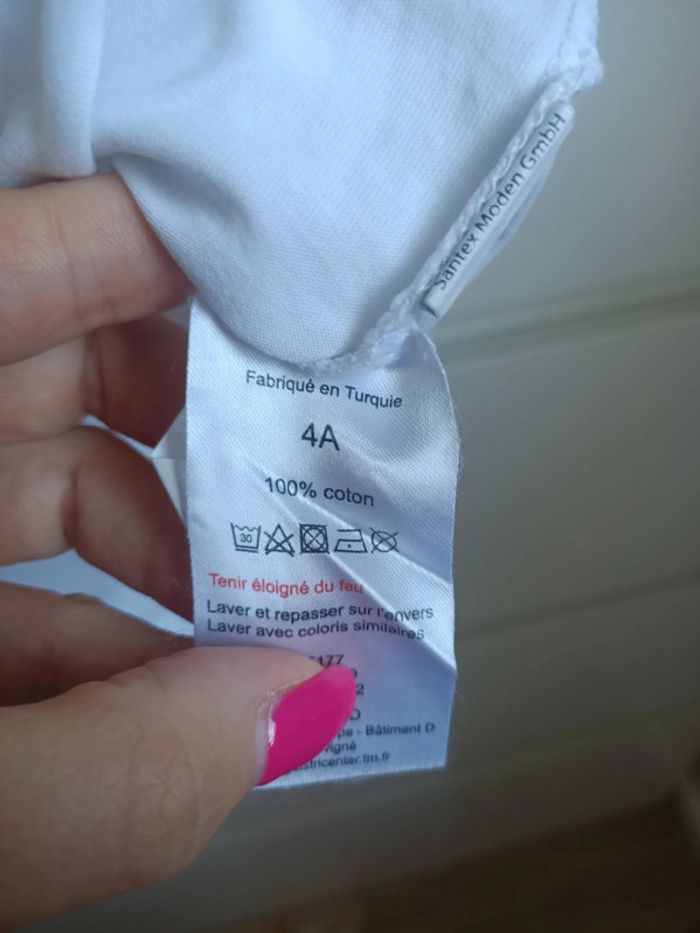 Santex Moden GmbH
Fabriqué en Turquie
4A
100% coton
30
Tenir éloigné du feu
Laver et repasser sur l'envers
Laver avec coloris similaires
- Bâtiment D